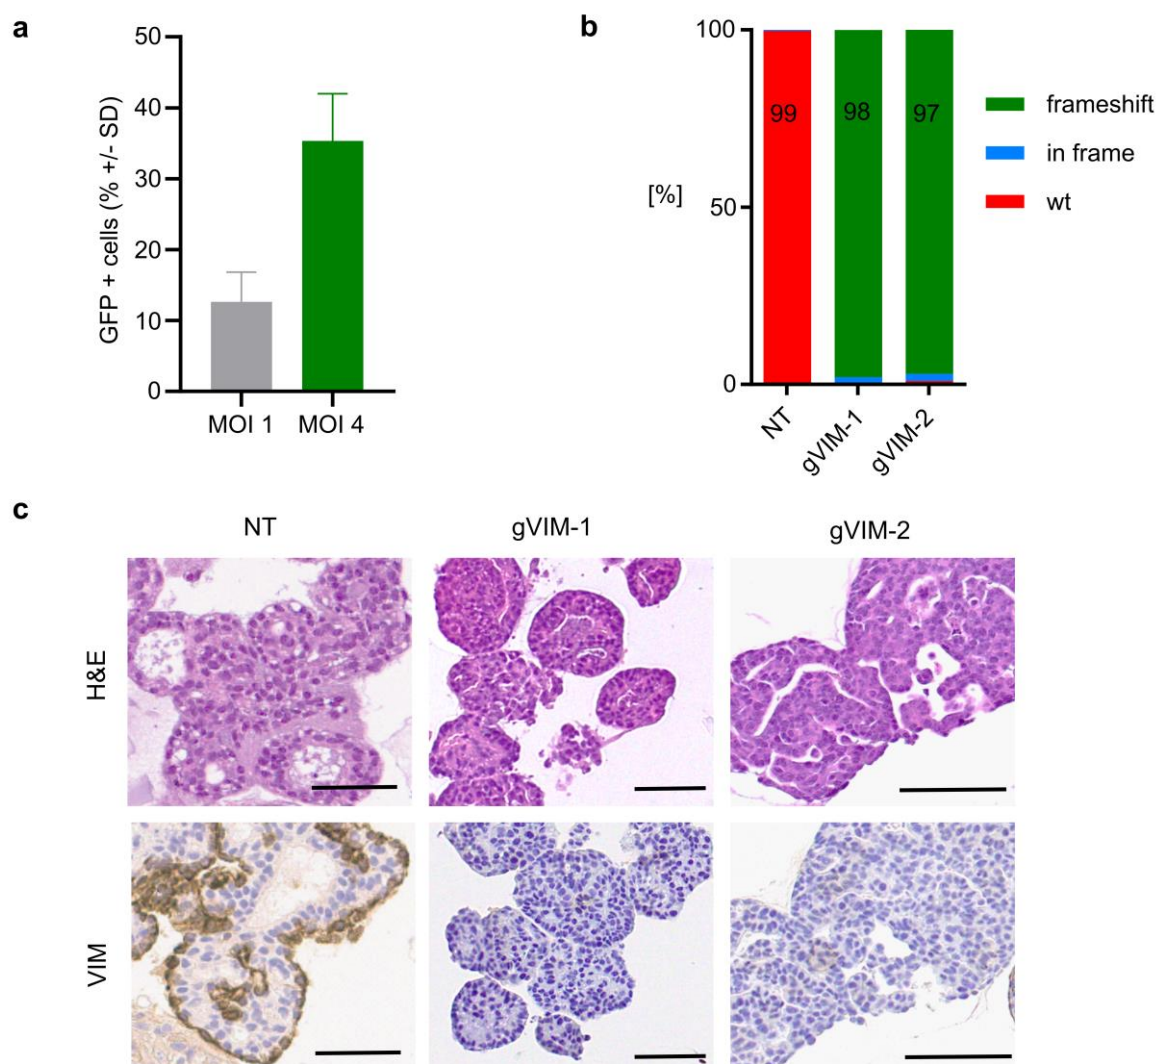 a
50
40
30
20
10
0
GFP + cells (% +/- SD)
MOI 1 MOI 4
b
100
50
0
[%]
99 98 97
NT gVIM-1 gVIM-2
frameshift
in frame
wt
c
NT gVIM-1 gVIM-2
H&E
VIM